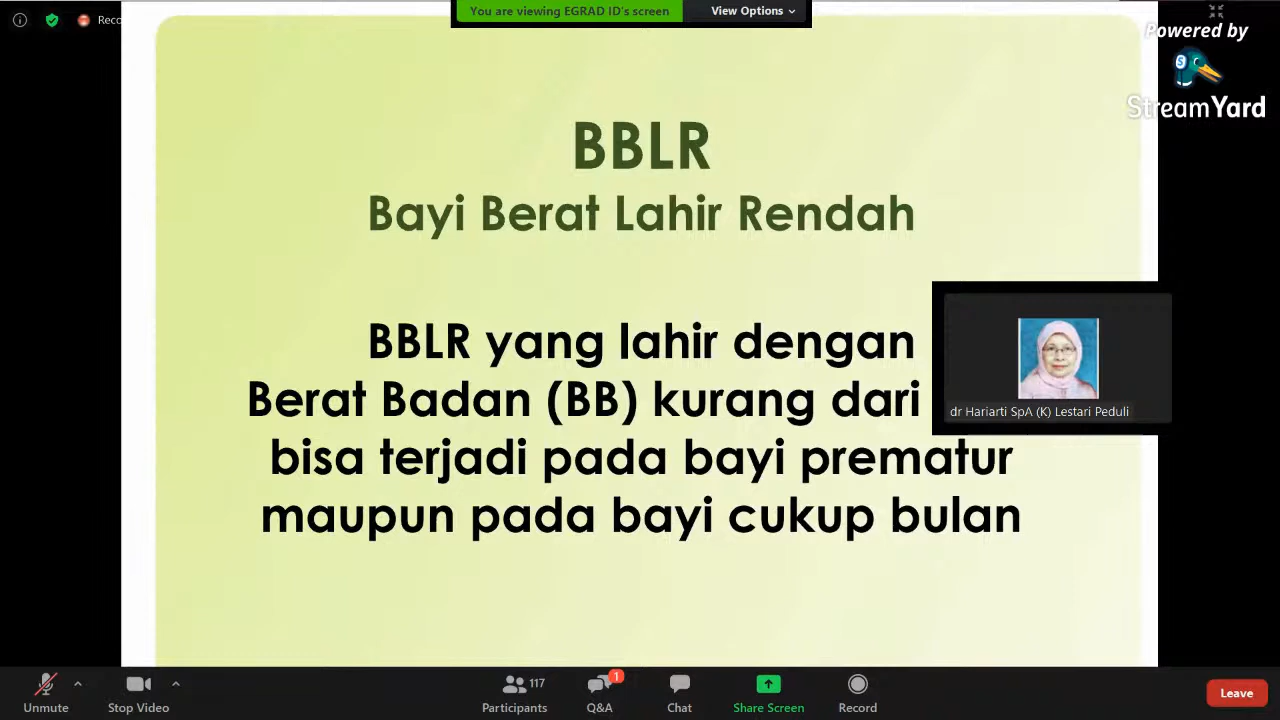 You are viewing EGRAD ID's screen
View Options
Reco
Powered by
S
StreamYard
BBLR
Bayi Berat Lahir Rendah
BBLR yang lahir dengan
Berat Badan (BB) kurang dari
bisa terjadi pada bayi prematur
maupun pada bayi cukup bulan
dr Hariarti SpA (K) Lestari Peduli
Unmute
Stop Video
117
Participants
1
Q&A
Chat
Share Screen
Record
Leave